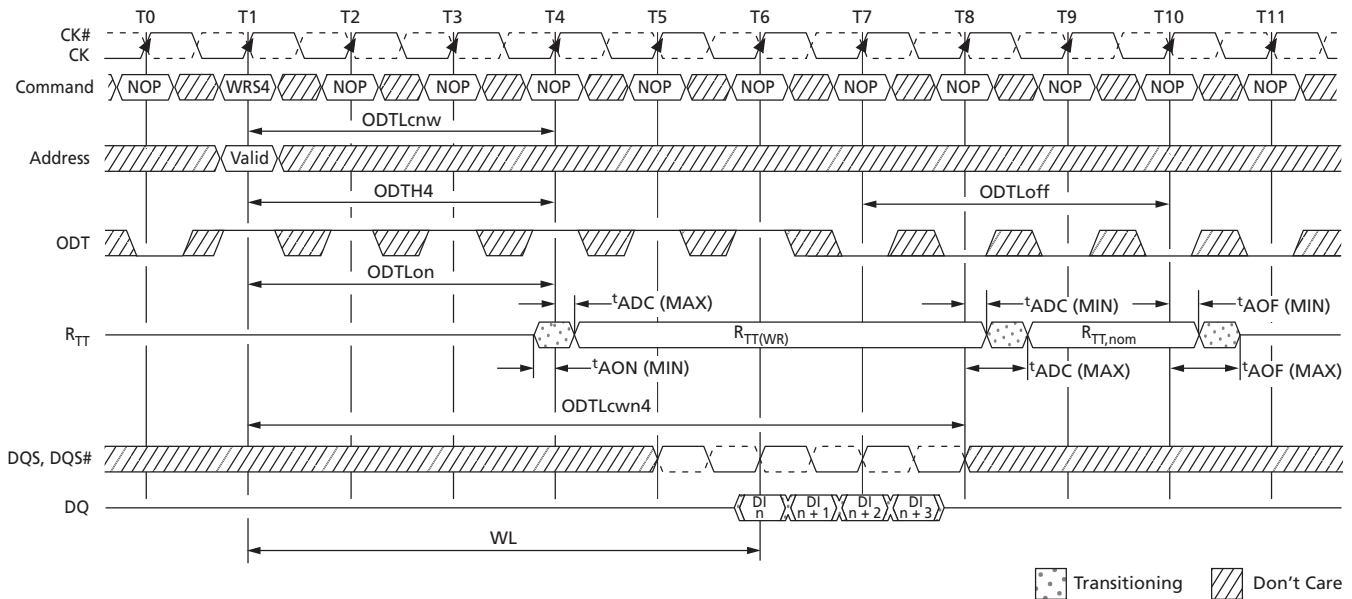 T0 T1 T2 T3 T4 T5 T6 T7 T8 T9 T10 T11
CK#
CK
Command NOP WRS4 NOP NOP NOP NOP NOP NOP NOP NOP NOP NOP
ODTLcnw
Address Valid
ODTH4 ODTLoff
ODT
ODTLon
tADC (MAX) tADC (MIN) tAOF (MIN)
RTT RTT(WR) RTT,nom
tAON (MIN) tADC (MAX) tAOF (MAX)
ODTLcwn4
DQS, DQS#
DQ DI n DI n + 1 DI n + 2 DI n + 3
WL
Transitioning Don't Care